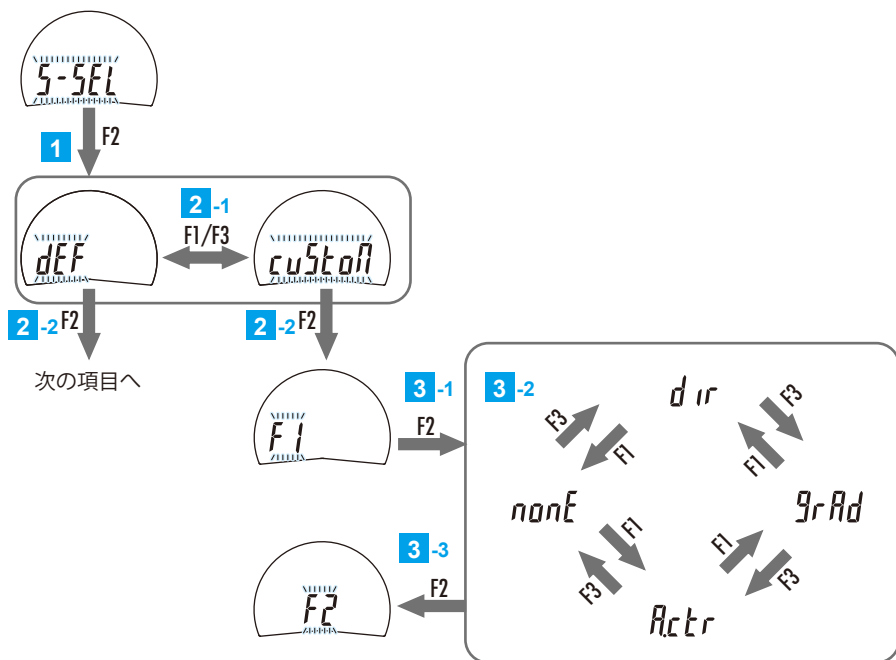 S-SEL
1 F2
2 -1
F1/F3
dEF
cuStoM
2 -2 F2
2 -2 F2
次の項目へ
3 -1
F2
F1
3 -2
dir
F3
F1
F3
F1
nonE
grAd
F1
F3
F1
F3
A.ctr
3 -3
F2
F2